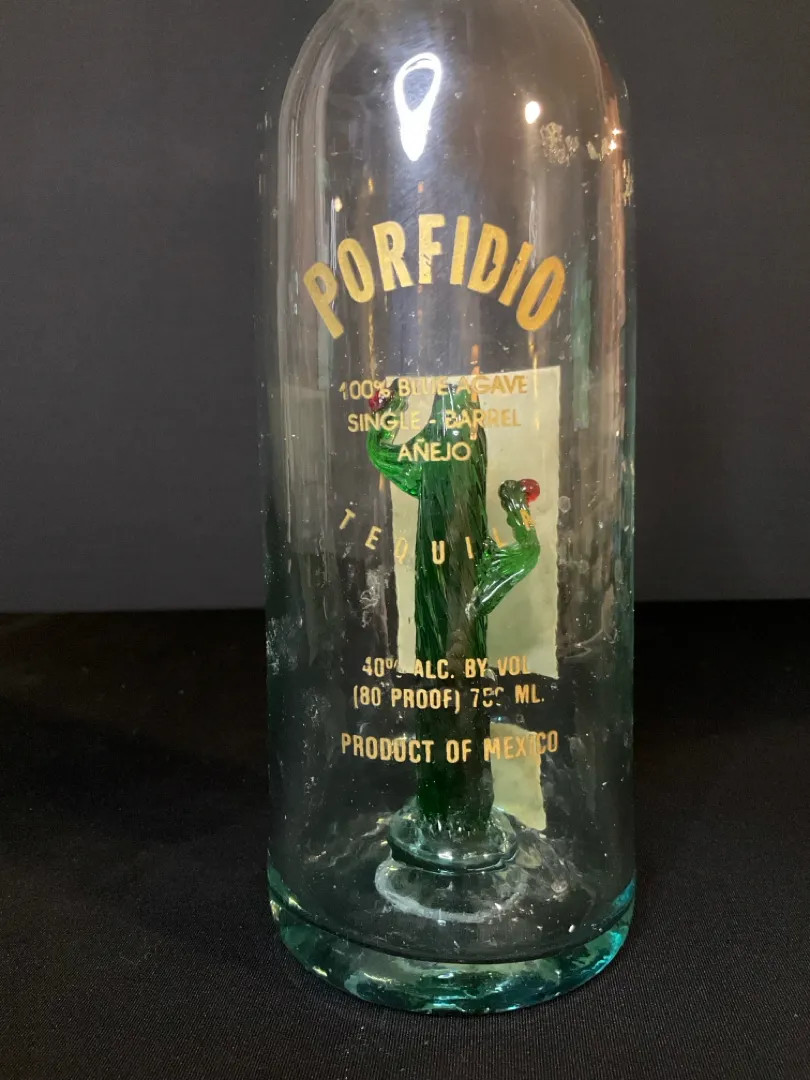 PORFIDIO
100% BLUE AGAVE
SINGLE - BARREL
AÑEJO
TEQUILA
40% ALC. BY VOL
(80 PROOF) 750 ML.
PRODUCT OF MEXICO